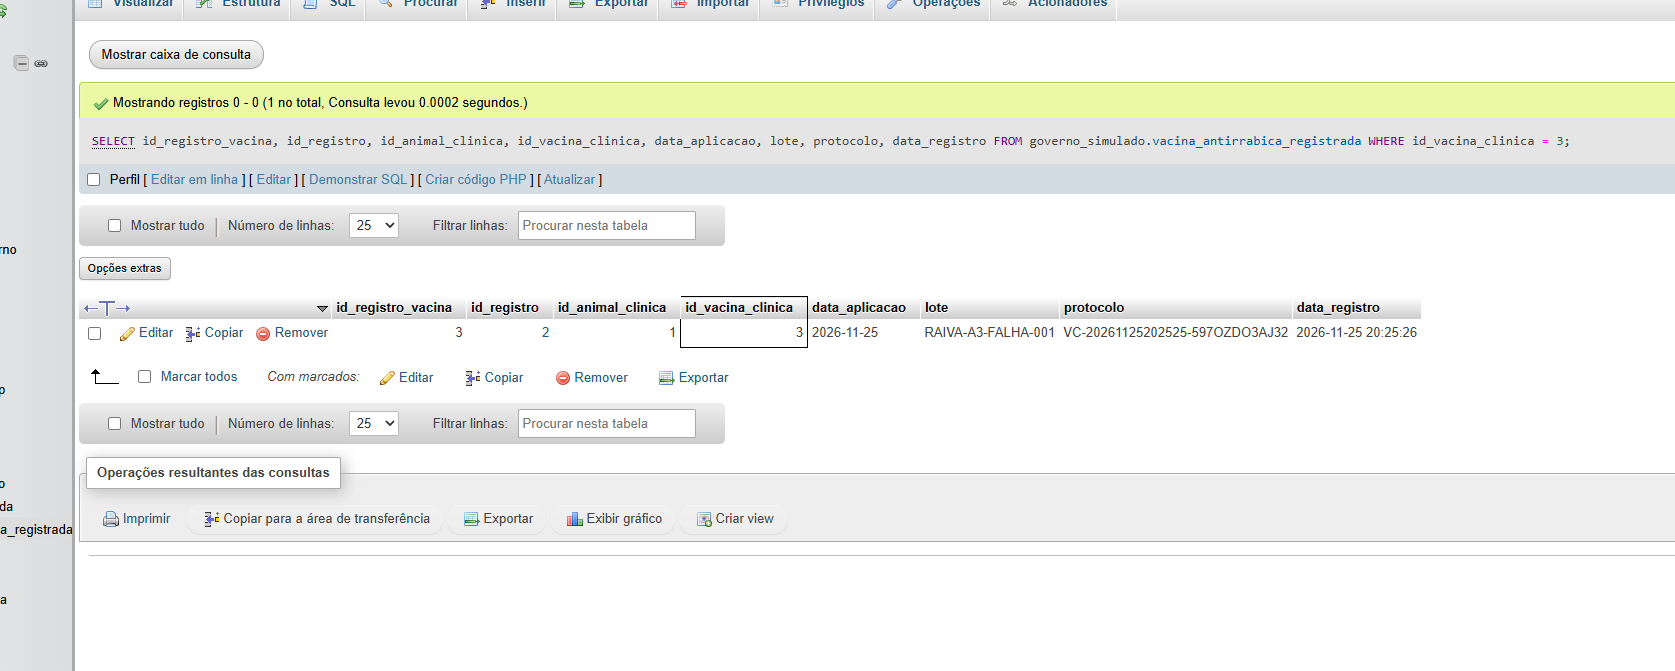 Visualizar Estrutura SQL Procurar Inserir Exportar Importar Privilégios Operações Acionadores
Mostrar caixa de consulta
Mostrando registros 0 - 0 (1 no total, Consulta levou 0.0002 segundos.)
SELECT id_registro_vacina, id_registro, id_animal_clinica, id_vacina_clinica, data_aplicacao, lote, protocolo, data_registro FROM governo_simulado.vacina_antirrabica_registrada WHERE id_vacina_clinica = 3;
Perfil [ Editar em linha ] [ Editar ] [ Demonstrar SQL ] [ Criar código PHP ] [ Atualizar ]
Mostrar tudo Número de linhas: 25 Filtrar linhas: Procurar nesta tabela
rno
Opções extras
id_registro_vacina id_registro id_animal_clinica id_vacina_clinica data_aplicacao lote protocolo data_registro
Editar Copiar Remover 3 2 1 3 2026-11-25 RAIVA-A3-FALHA-001 VC-20261125202525-597OZDO3AJ32 2026-11-25 20:25:26
Marcar todos Com marcados: Editar Copiar Remover Exportar
p
Mostrar tudo Número de linhas: 25 Filtrar linhas: Procurar nesta tabela
Operações resultantes das consultas
o
da
Imprimir Copiar para a área de transferência Exportar Exibir gráfico Criar view
a_registrada
a